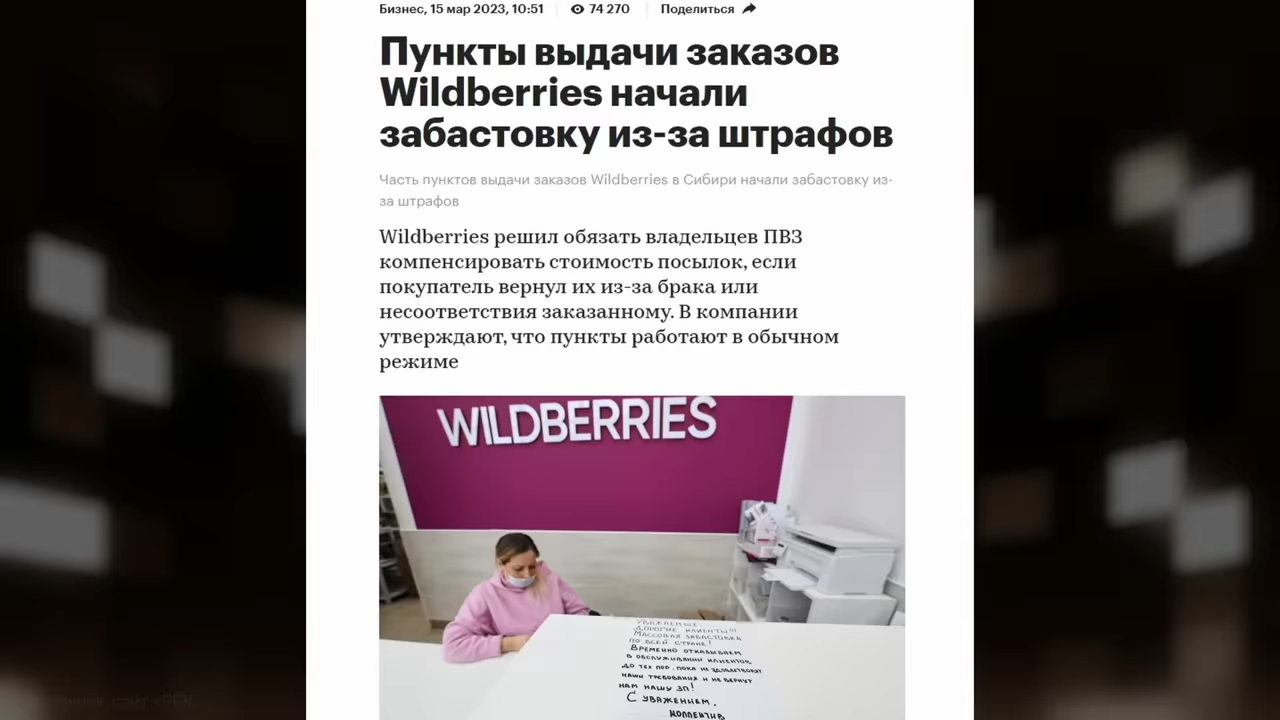 Бизнес, 15 мар 2023, 10:51 74 270 Поделиться
Пункты выдачи заказов
Wildberries начали
забастовку из-за штрафов
Часть пунктов выдачи заказов Wildberries в Сибири начали забастовку из-
за штрафов
Wildberries решил обязать владельцев ПВЗ
компенсировать стоимость посылок, если
покупатель вернул их из-за брака или
несоответствия заказанному. В компании
утверждают, что пункты работают в обычном
режиме
WILDBERRIES
УВАЖАЕМЫЕ
ДОРОГИЕ КЛИЕНТЫ!!!
МАССОВАЯ ЗАБАСТОВКА
ПО ВСЕЙ СТРАНЕ!
ВРЕМЕННО ОТКАЗЫВАЕМ
В ОБСЛУЖИВАНИИ КЛИЕНТОВ,
ДО ТЕХ ПОР, ПОКА НЕ УДОВЛЕТВОРЯТ
НАШИ ТРЕБОВАНИЯ И НЕ ВЕРНУТ
НАМ НАШУ ЗП!
С УВАЖЕНИЕМ,
КОЛЛЕКТИВ